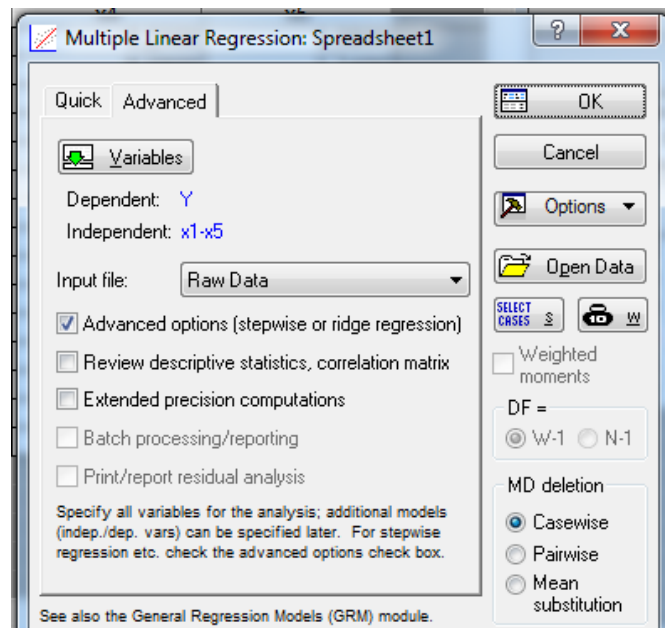 Multiple Linear Regression: Spreadsheet1
?
Quick
Advanced
Variables
Dependent: Y
Independent: x1-x5
Input file: Raw Data
Advanced options (stepwise or ridge regression)
Review descriptive statistics, correlation matrix
Extended precision computations
Batch processing/reporting
Print/report residual analysis
Specify all variables for the analysis; additional models
(indep./dep. vars) can be specified later. For stepwise
regression etc. check the advanced options check box.
See also the General Regression Models (GRM) module.
OK
Cancel
Options
Open Data
SELECT
CASES S
W
Weighted
moments
DF =
W-1 N-1
MD deletion
Casewise
Pairwise
Mean
substitution